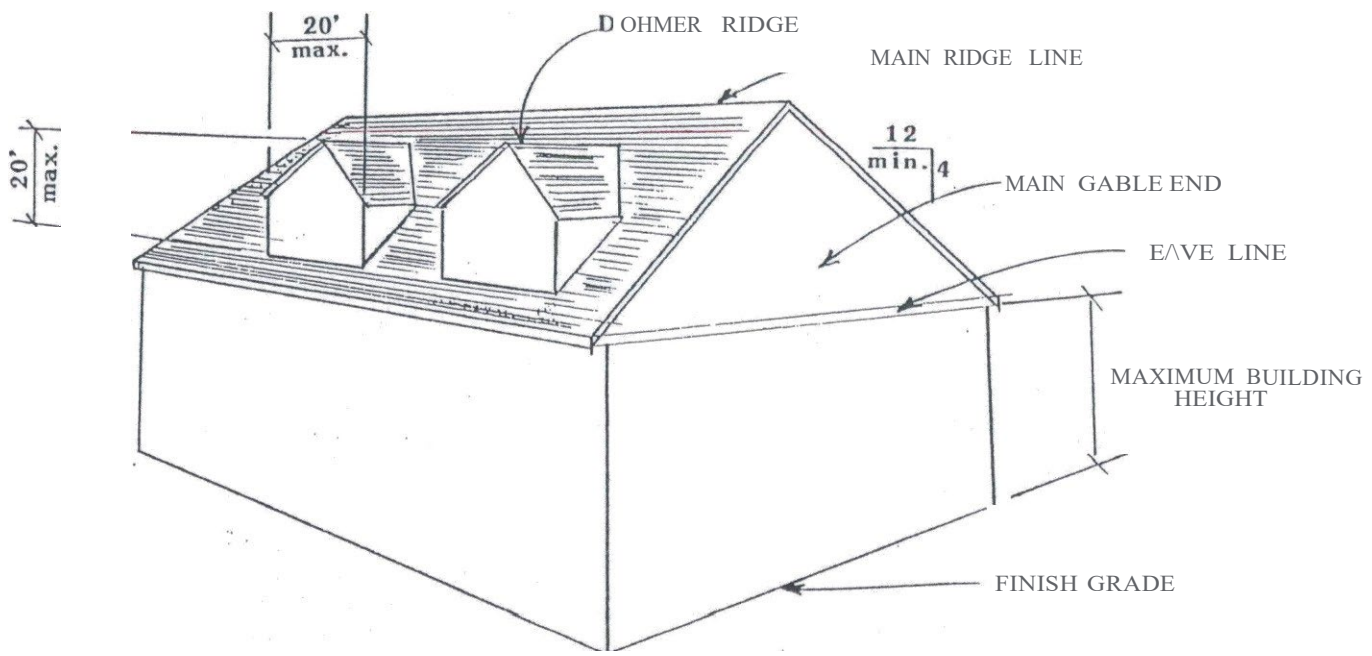 20'
max.
D OHMER RIDGE
MAIN RIDGE LINE
20'
max.
12
min. 4
MAIN GABLE END
E/\VE LINE
MAXIMUM BUILDING
HEIGHT
FINISH GRADE